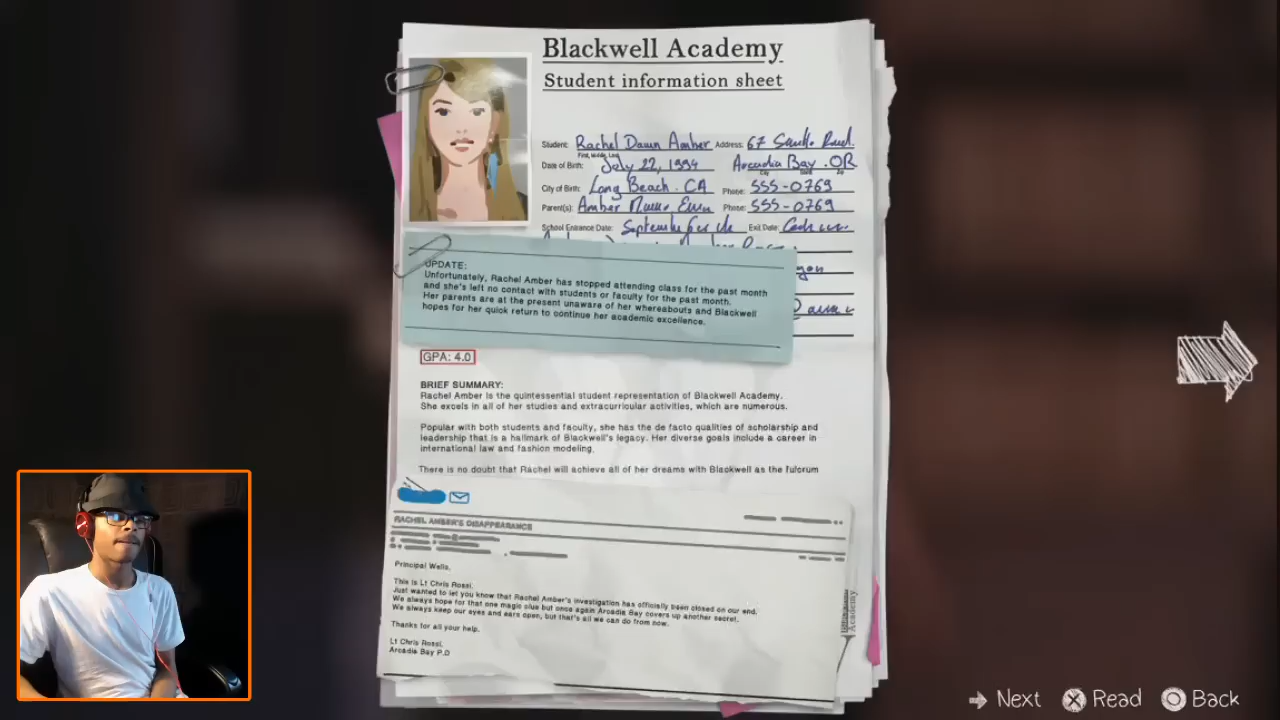 Blackwell Academy
Student information sheet
Student: Rachel Dawn Amber Address: 67
First, Middle, Last
Date of Birth: July 22, 1994 Arcadia Bay . OR
City State Zip
City of Birth: Long Beach . CA Phone: 555-0769
Parent(s): Amber Phone: 555-0769
School Entrance Date: September Exit Date:
UPDATE:
Unfortunately, Rachel Amber has stopped attending class for the past month
and she's left no contact with students or faculty for the past month.
Her parents are at the present unaware of her whereabouts and Blackwell
hopes for her quick return to continue her academic excellence.
GPA: 4.0
BRIEF SUMMARY:
Rachel Amber is the quintessential student representation of Blackwell Academy.
She excels in all of her studies and extracurricular activities, which are numerous.
Popular with both students and faculty, she has the de facto qualities of scholarship and
leadership that is a hallmark of Blackwell's legacy. Her diverse goals include a career in
international law and fashion modeling.
There is no doubt that Rachel will achieve all of her dreams with Blackwell as the fulcrum
RACHEL AMBER'S DISAPPEARANCE
Principal Wells,
This is Lt Chris Rossi.
Just wanted to let you know that Rachel Amber's investigation has officially been closed on our end.
We always hope for that one magic clue but once again Arcadia Bay covers up another secret.
We always keep our eyes and ears open, but that's all we can do from now.
Thanks for all your help.
Lt Chris Rossi.
Arcadia Bay P.D
Academy
Next Read Back